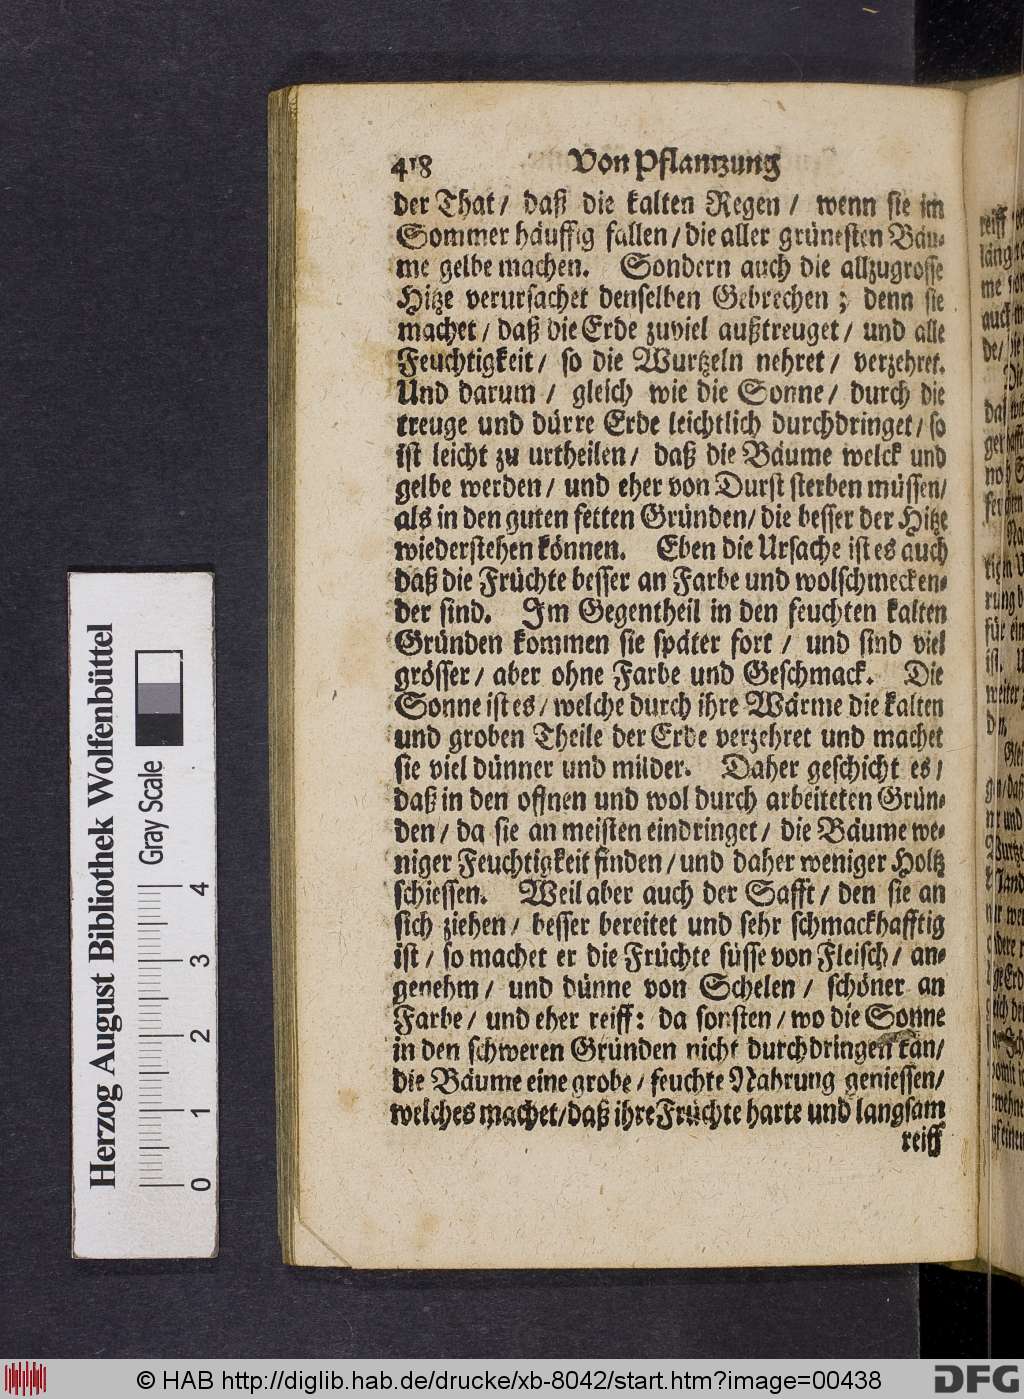 418 Von Pflantzung
der That / daß die kalten Regen / wenn sie im
Sommer häuffig fallen / die aller grünesten Bäu-
me gelbe machen. Sondern auch die allzugrosse
Hitze verursachet denselben Gebrechen; denn sie
machet / daß die Erde zuviel außtreuget / und alle
Feuchtigkeit / so die Wurtzeln nehret / verzehret.
Und darum / gleich wie die Sonne / durch die
treuge und dürre Erde leichtlich durchdringet / so
ist leicht zu urtheilen / daß die Bäume welck und
gelbe werden / und eher von Durst sterben müssen /
als in den guten fetten Gründen / die besser der Hitze
wiederstehen können. Eben die Ursache ist es auch
daß die Früchte besser an Farbe und wolschmecken-
der sind. Im Gegentheil in den feuchten kalten
Gründen kommen sie später fort / und sind viel
grösser / aber ohne Farbe und Geschmack. Die
Sonne ist es / welche durch ihre Wärme die kalten
und groben Theile der Erde verzehret und machet
sie viel dünner und milder. Daher geschicht es /
daß in den offnen und wol durch arbeiteten Grün-
den / da sie an meisten eindringet / die Bäume we-
niger Feuchtigkeit finden / und daher weniger Holtz
schiessen. Weil aber auch der Safft / den sie an
sich ziehen / besser bereitet und sehr schmackhafftig
ist / so machet er die Früchte süsse von Fleisch / an-
genehm / und dünne von Schelen / schöner an
Farbe / und eher reiff: da sonsten / wo die Sonne
in den schweren Gründen nicht durchdringen kan /
die Bäume eine grobe / feuchte Nahrung geniessen /
welches machet / daß ihre Früchte harte und langsam
reiff
Herzog August Bibliothek Wolfenbüttel
Gray Scale
0 1 2 3 4
© HAB http://diglib.hab.de/drucke/xb-8042/start.htm?image=00438
DFG